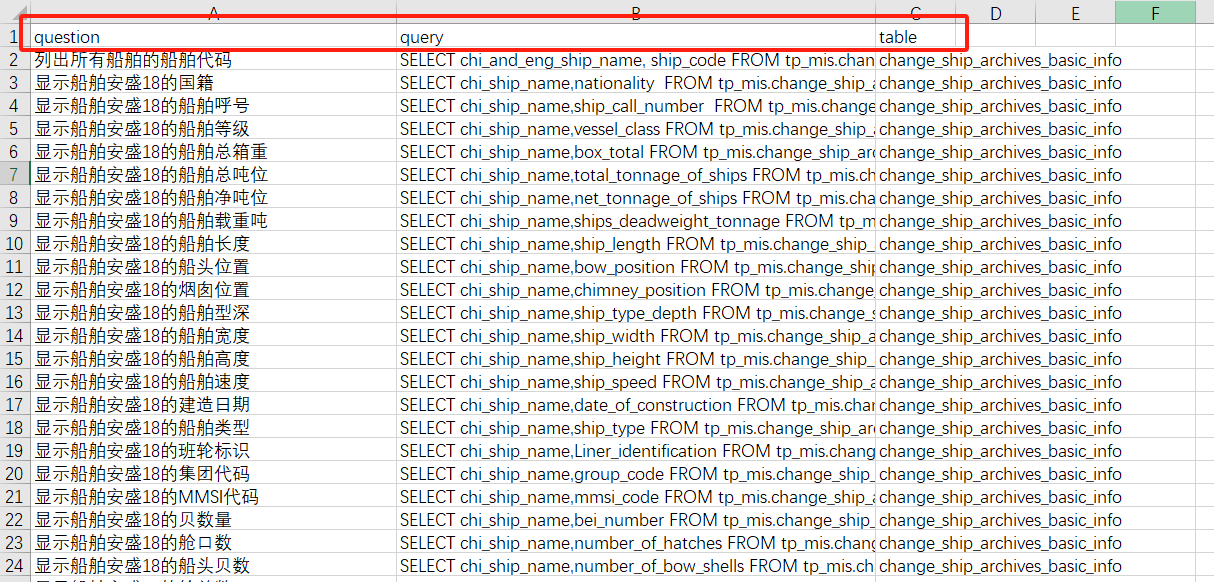 A B C D E F
1 question query table
2 列出所有船舶的船舶代码 SELECT chi_and_eng_ship_name, ship_code FROM tp_mis.chan change_ship_archives_basic_info
3 显示船舶安盛18的国籍 SELECT chi_ship_name,nationality FROM tp_mis.change_ship_a change_ship_archives_basic_info
4 显示船舶安盛18的船舶呼号 SELECT chi_ship_name,ship_call_number FROM tp_mis.change change_ship_archives_basic_info
5 显示船舶安盛18的船舶等级 SELECT chi_ship_name,vessel_class FROM tp_mis.change_ship_a change_ship_archives_basic_info
6 显示船舶安盛18的船舶总箱重 SELECT chi_ship_name,box_total FROM tp_mis.change_ship_arc change_ship_archives_basic_info
7 显示船舶安盛18的船舶总吨位 SELECT chi_ship_name,total_tonnage_of_ships FROM tp_mis.ch change_ship_archives_basic_info
8 显示船舶安盛18的船舶净吨位 SELECT chi_ship_name,net_tonnage_of_ships FROM tp_mis.cha change_ship_archives_basic_info
9 显示船舶安盛18的船舶载重吨 SELECT chi_ship_name,ships_deadweight_tonnage FROM tp_m change_ship_archives_basic_info
10 显示船舶安盛18的船舶长度 SELECT chi_ship_name,ship_length FROM tp_mis.change_ship_ change_ship_archives_basic_info
11 显示船舶安盛18的船头位置 SELECT chi_ship_name,bow_position FROM tp_mis.change_ship change_ship_archives_basic_info
12 显示船舶安盛18的烟囱位置 SELECT chi_ship_name,chimney_position FROM tp_mis.change_ change_ship_archives_basic_info
13 显示船舶安盛18的船舶型深 SELECT chi_ship_name,ship_type_depth FROM tp_mis.change_s change_ship_archives_basic_info
14 显示船舶安盛18的船舶宽度 SELECT chi_ship_name,ship_width FROM tp_mis.change_ship_a change_ship_archives_basic_info
15 显示船舶安盛18的船舶高度 SELECT chi_ship_name,ship_height FROM tp_mis.change_ship_ change_ship_archives_basic_info
16 显示船舶安盛18的船舶速度 SELECT chi_ship_name,ship_speed FROM tp_mis.change_ship_a change_ship_archives_basic_info
17 显示船舶安盛18的建造日期 SELECT chi_ship_name,date_of_construction FROM tp_mis.chan change_ship_archives_basic_info
18 显示船舶安盛18的船舶类型 SELECT chi_ship_name,ship_type FROM tp_mis.change_ship_arc change_ship_archives_basic_info
19 显示船舶安盛18的班轮标识 SELECT chi_ship_name,Liner_identification FROM tp_mis.chang change_ship_archives_basic_info
20 显示船舶安盛18的集团代码 SELECT chi_ship_name,group_code FROM tp_mis.change_ship_ change_ship_archives_basic_info
21 显示船舶安盛18的MMSI代码 SELECT chi_ship_name,mmsi_code FROM tp_mis.change_ship_a change_ship_archives_basic_info
22 显示船舶安盛18的贝数量 SELECT chi_ship_name,bei_number FROM tp_mis.change_ship_ change_ship_archives_basic_info
23 显示船舶安盛18的舱口数 SELECT chi_ship_name,number_of_hatches FROM tp_mis.chang change_ship_archives_basic_info
24 显示船舶安盛18的船头贝数 SELECT chi_ship_name,number_of_bow_shells FROM tp_mis.ch change_ship_archives_basic_info